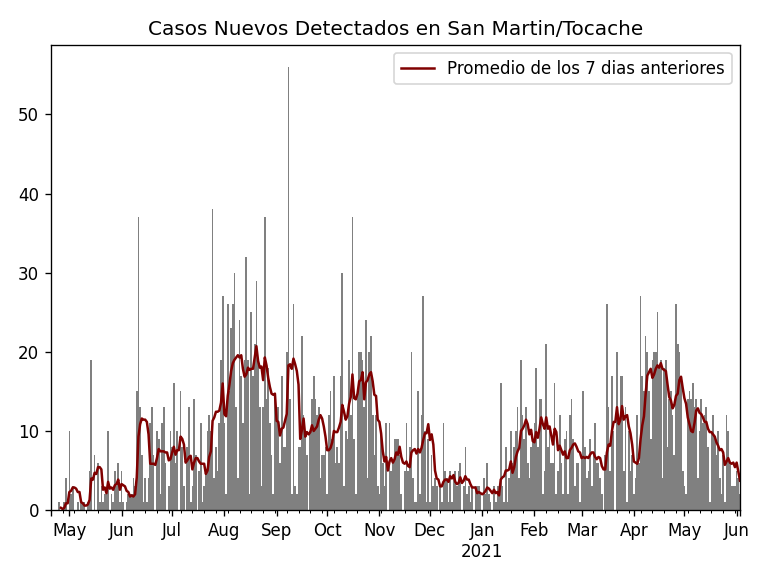 Casos Nuevos Detectados en San Martin/Tocache
Promedio de los 7 dias anteriores
50
40
30
20
10
0
May Jun Jul Aug Sep Oct Nov Dec Jan Feb Mar Apr May Jun
2021